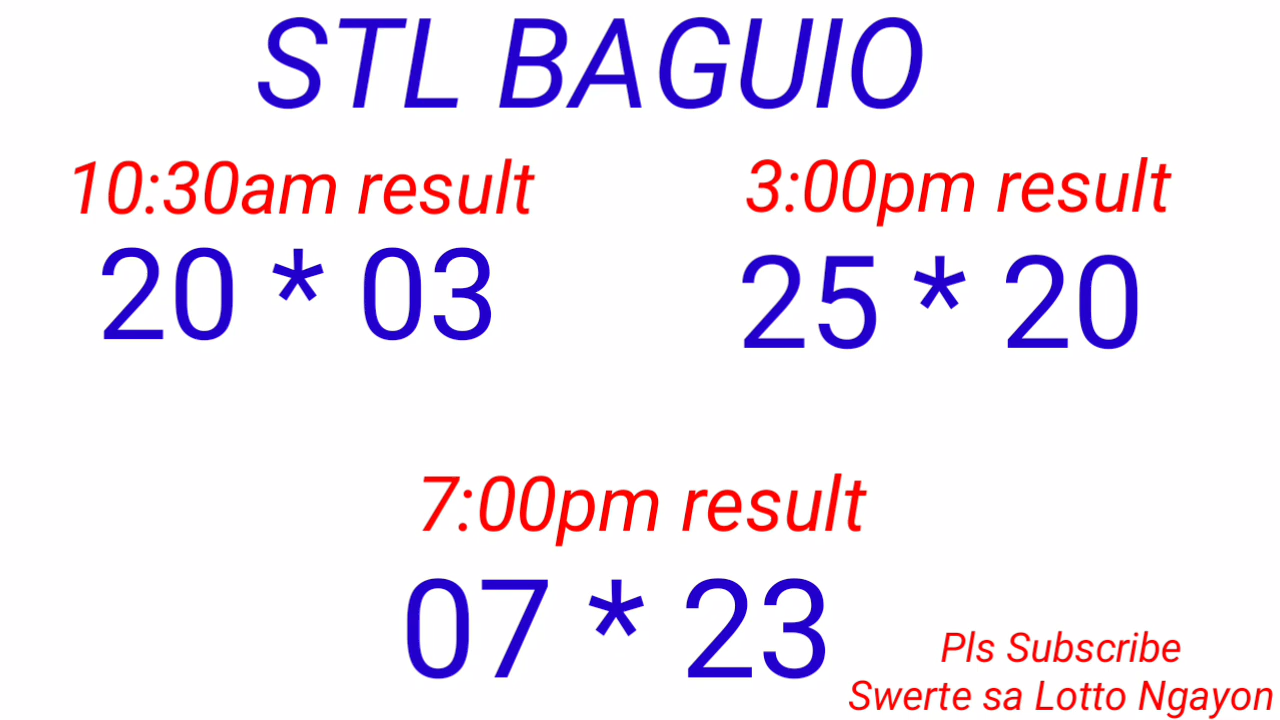 STL BAGUIO
10:30am result
20 * 03
3:00pm result
25 * 20
7:00pm result
07 * 23
Pls Subscribe
Swerte sa Lotto Ngayon